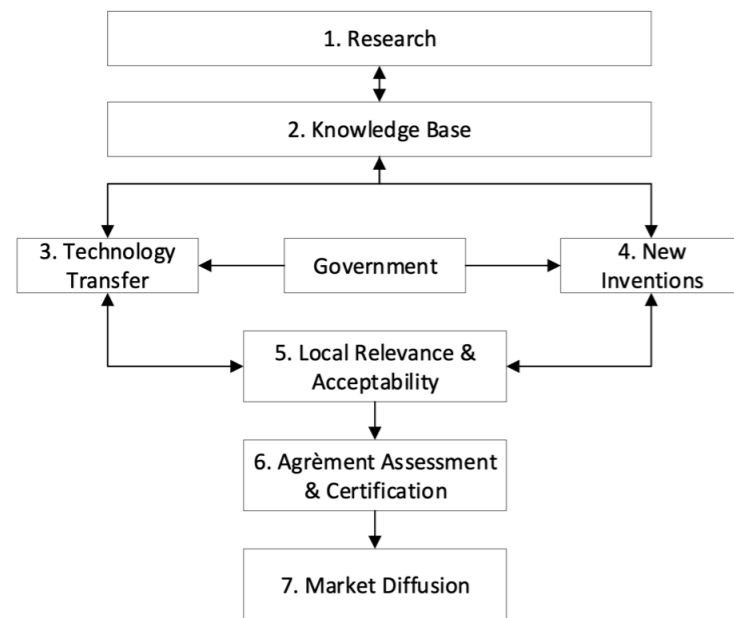 1. Research
2. Knowledge Base
3. Technology
Transfer
Government
4. New
Inventions
5. Local Relevance &
Acceptability
6. Agrèment Assessment
& Certification
7. Market Diffusion